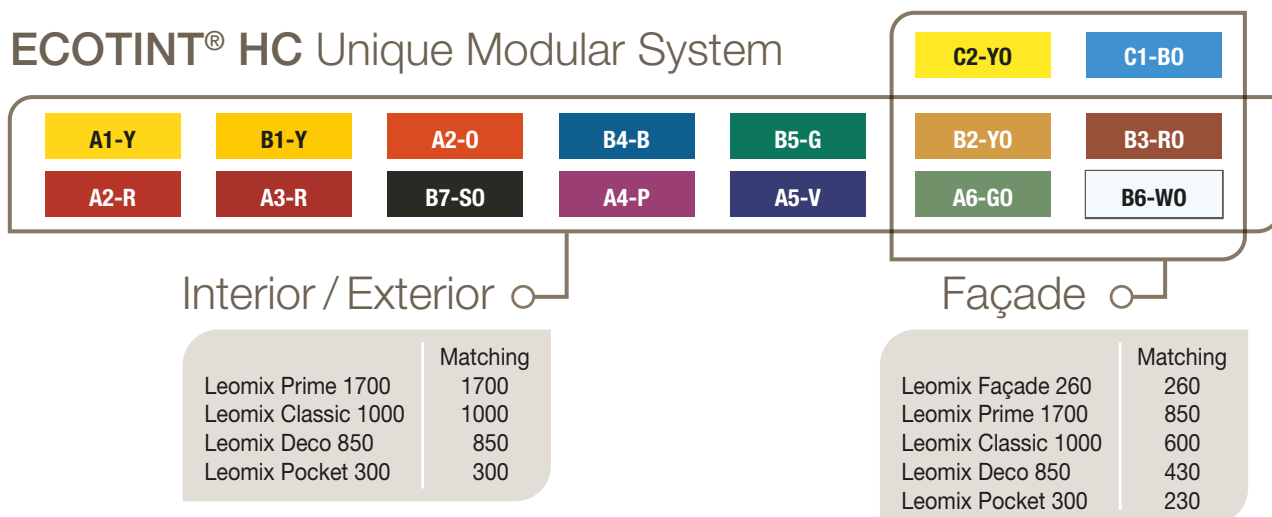 ECOTINT® HC Unique Modular System
C2-YO C1-BO
A1-Y B1-Y A2-O B4-B B5-G B2-YO B3-RO
A2-R A3-R B7-SO A4-P A5-V A6-GO B6-WO
Interior / Exterior
Matching
Leomix Prime 1700 1700
Leomix Classic 1000 1000
Leomix Deco 850 850
Leomix Pocket 300 300
Façade
Matching
Leomix Façade 260 260
Leomix Prime 1700 850
Leomix Classic 1000 600
Leomix Deco 850 430
Leomix Pocket 300 230